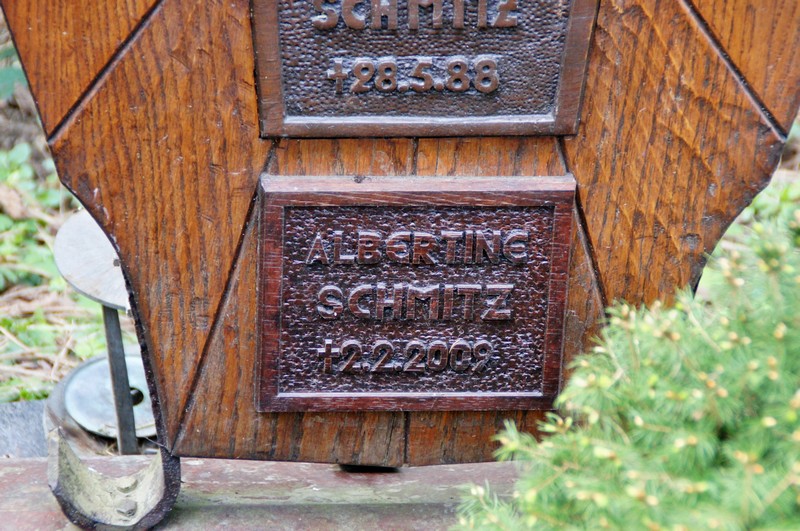 SCHMITZ
†28.5.88
ALBERTINE
SCHMITZ
†2.2.2009